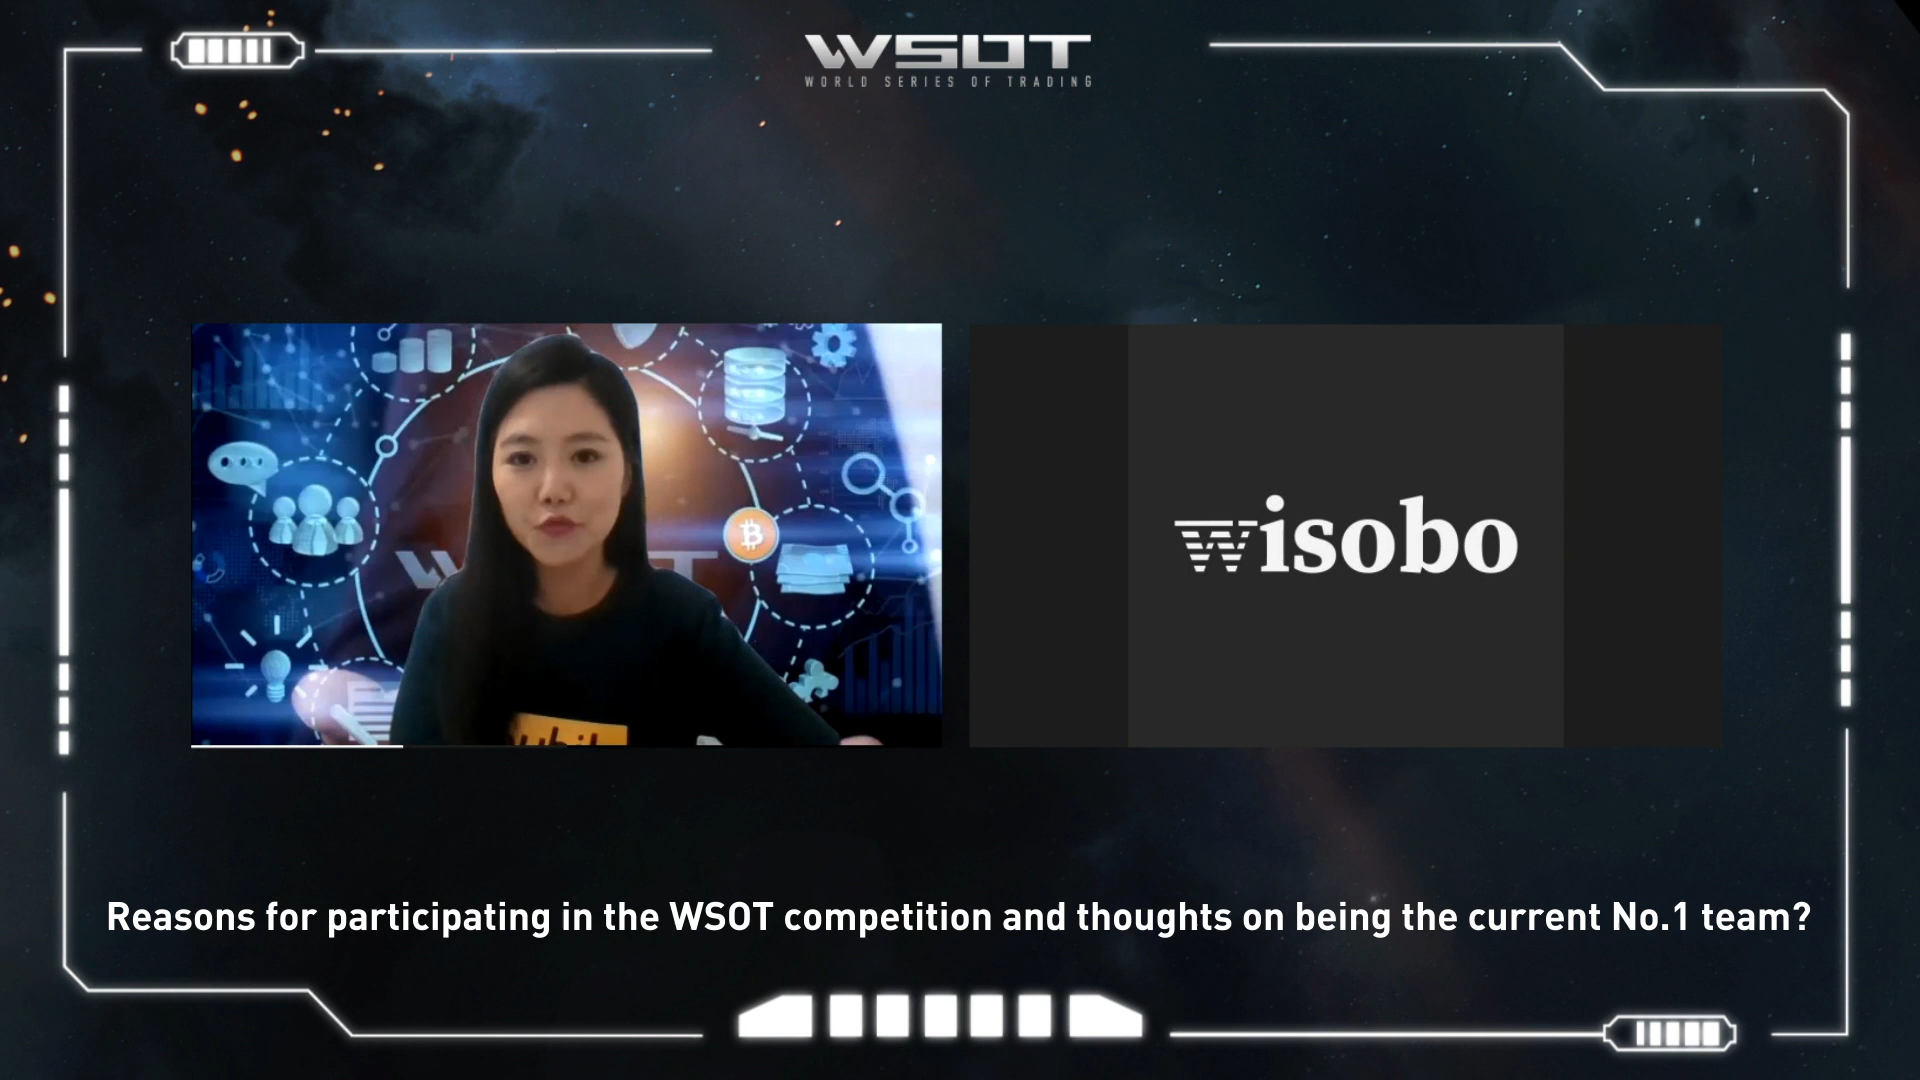 WSOT
WORLD SERIES OF TRADING
wisobo
Reasons for participating in the WSOT competition and thoughts on being the current No.1 team?